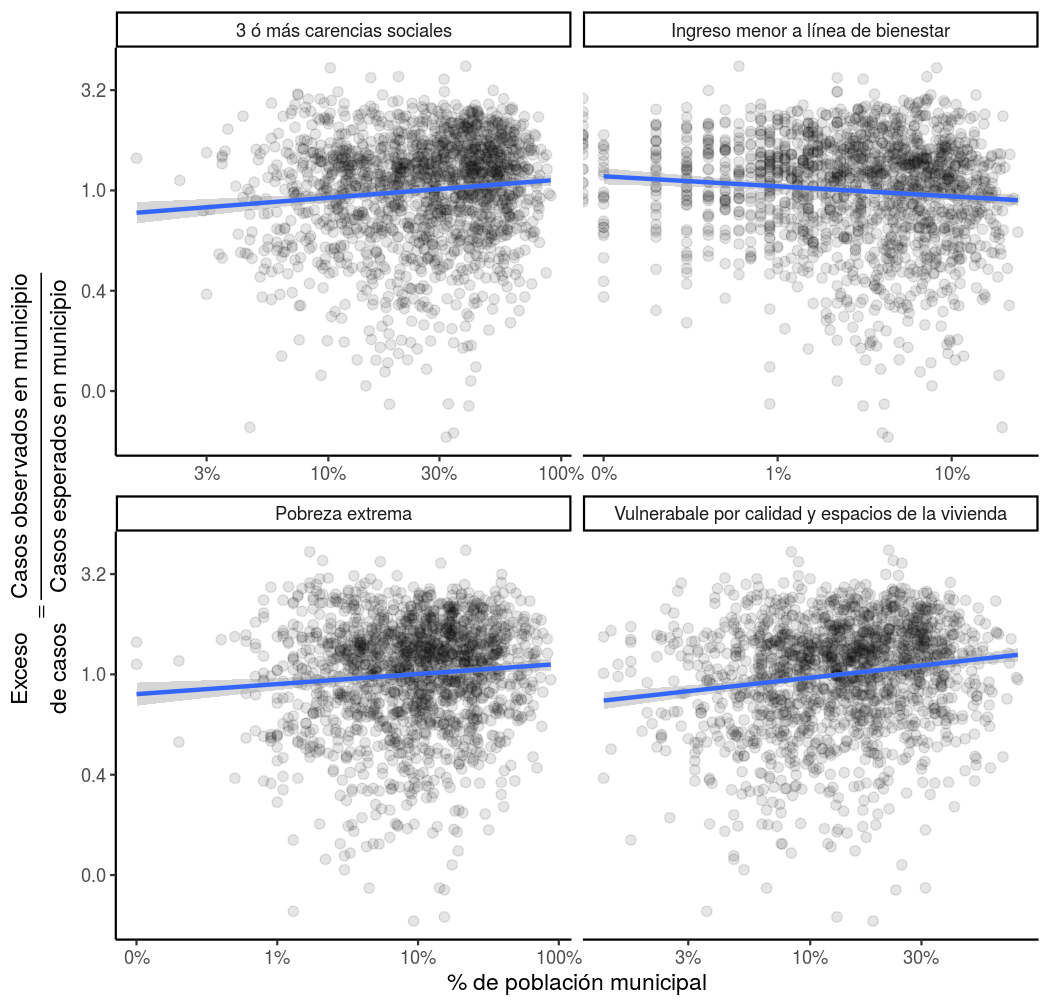 3 ó más carencias sociales
Ingreso menor a línea de bienestar
3.2
1.0
0.4
0.0
3% 10% 30% 100%
0% 1% 10%
Pobreza extrema
Vulnerabale por calidad y espacios de la vivienda
3.2
1.0
0.4
0.0
0% 1% 10% 100%
3% 10% 30%
% de población municipal
Exceso de casos = Casos observados en municipio
Casos esperados en municipio